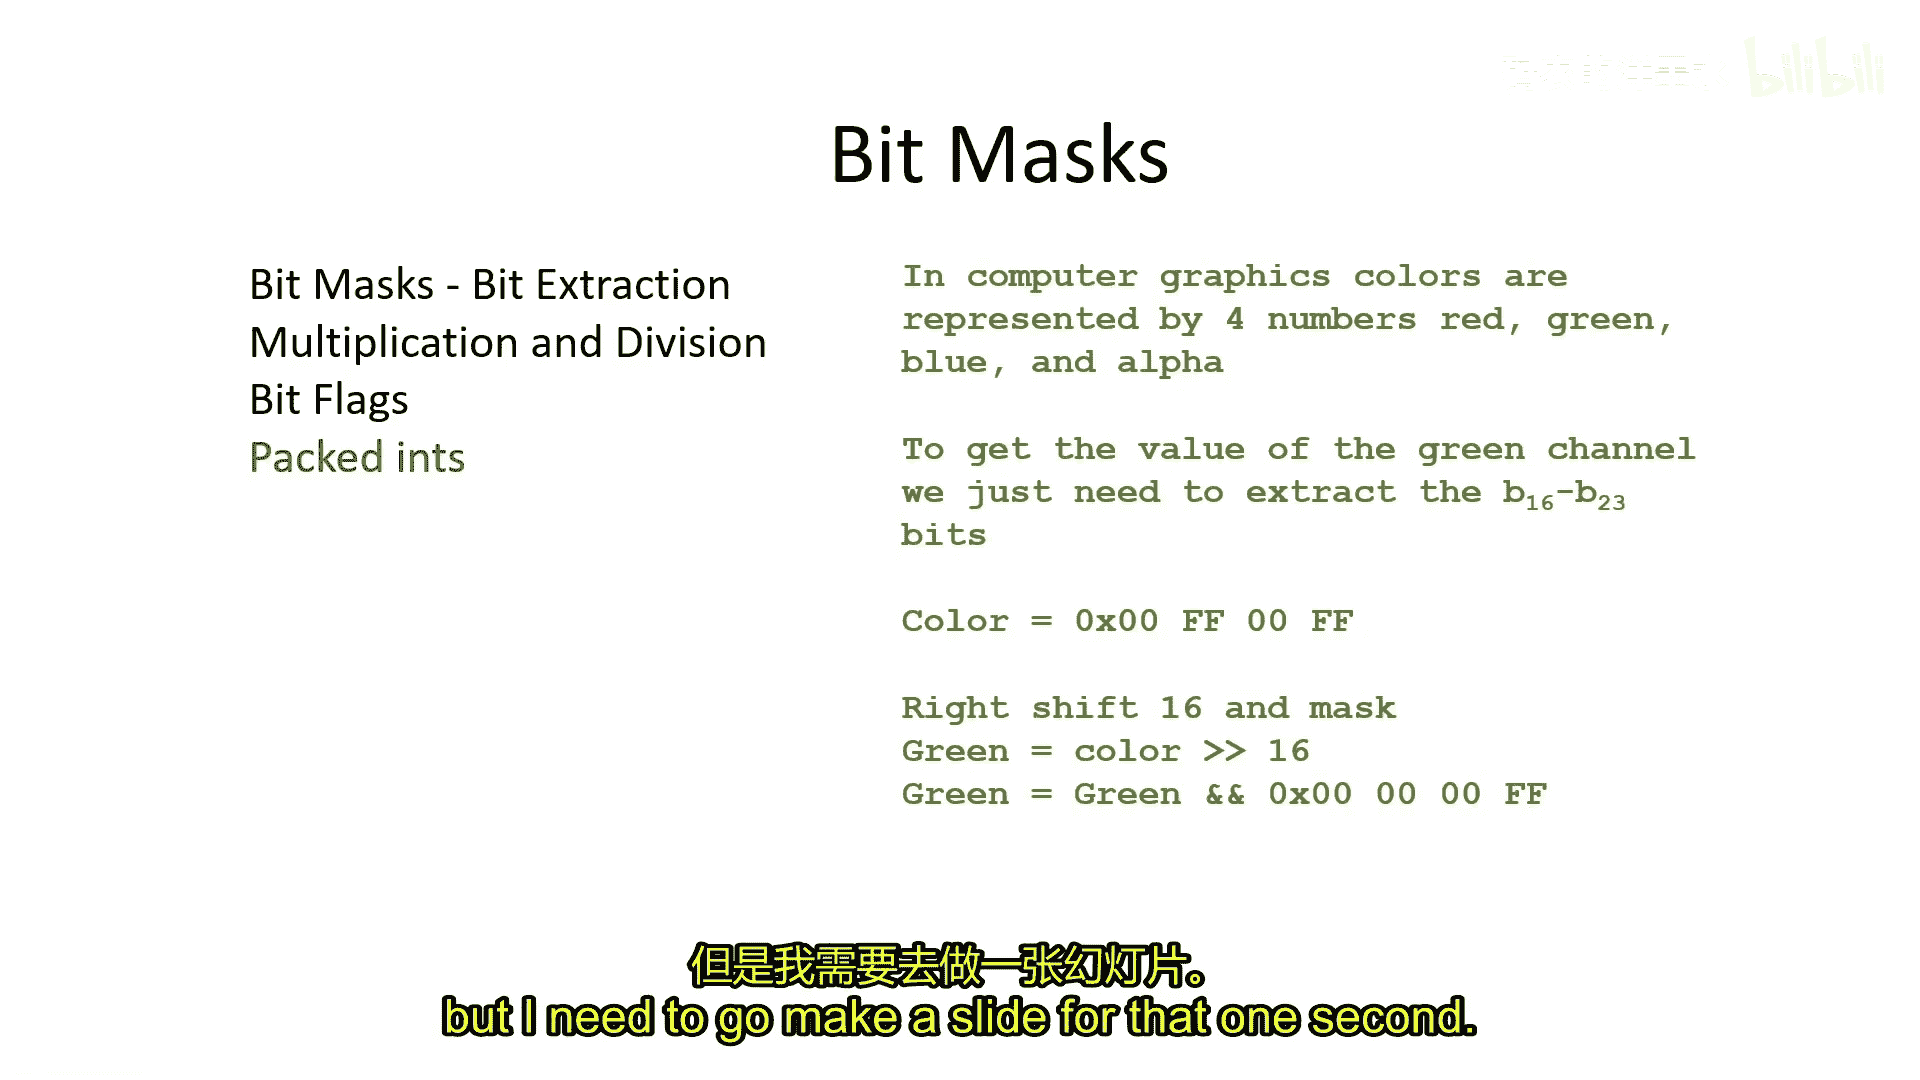 bilibili
Bit Masks
Bit Masks - Bit Extraction
Multiplication and Division
Bit Flags
Packed ints
In computer graphics colors are
represented by 4 numbers red, green,
blue, and alpha
To get the value of the green channel
we just need to extract the b16-b23
bits
Color = 0x00 FF 00 FF
Right shift 16 and mask
Green = color >> 16
Green = Green && 0x00 00 00 FF
但是我需要去做一张幻灯片。
but I need to go make a slide for that one second.